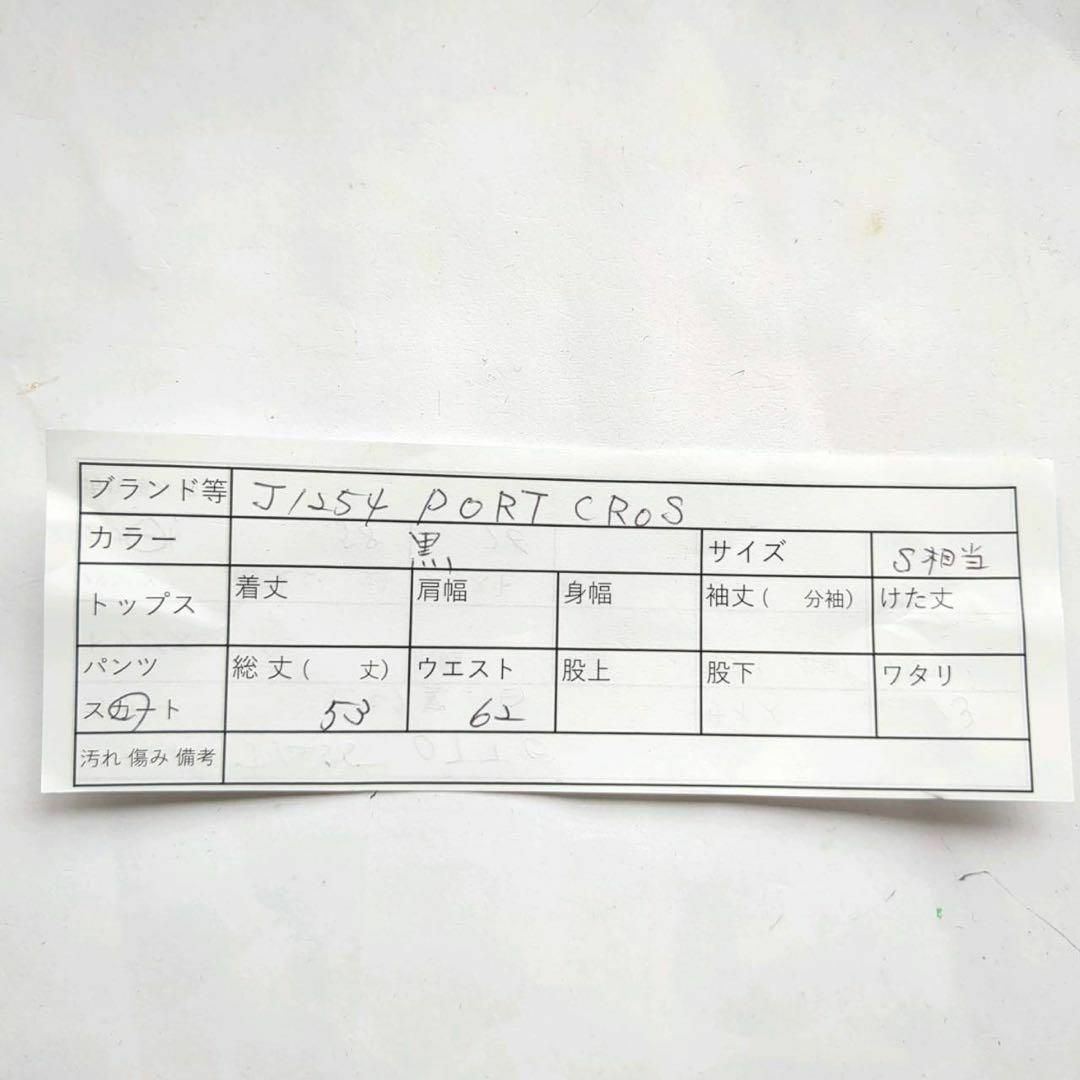 ブランド等 J1254 PORT CROS
カラー 黒 サイズ S相当
トップス 着丈 肩幅 身幅 袖丈( 分袖) けた丈
パンツ 総丈( 丈) ウエスト 股上 股下 ワタリ
スカート 53 62
汚れ 傷み 備考